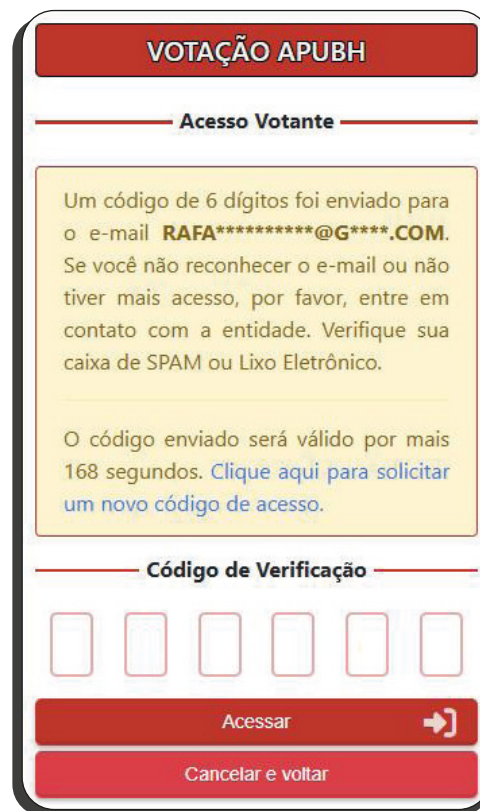 VOTAÇÃO APUBH
Acesso Votante
Um código de 6 dígitos foi enviado para
o e-mail RAFA**********@G****.COM.
Se você não reconhecer o e-mail ou não
tiver mais acesso, por favor, entre em
contato com a entidade. Verifique sua
caixa de SPAM ou Lixo Eletrônico.
O código enviado será válido por mais
168 segundos. Clique aqui para solicitar
um novo código de acesso.
Código de Verificação
Acessar
Cancelar e voltar